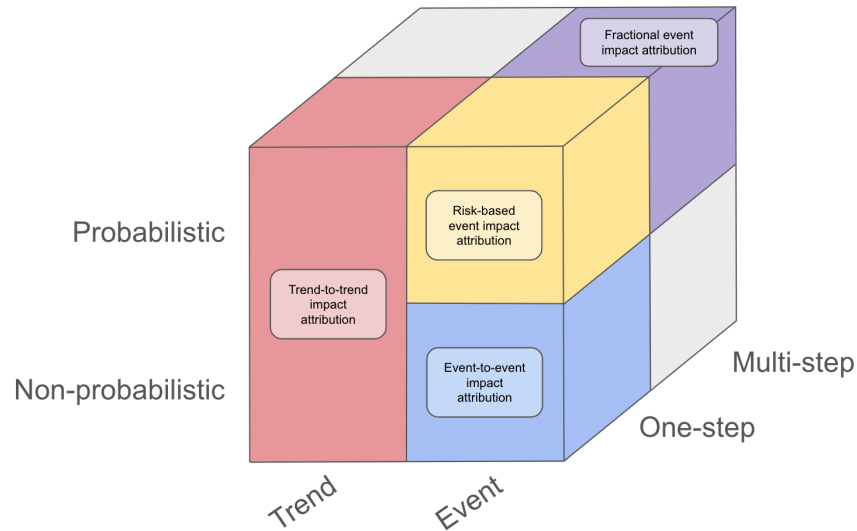 Fractional event
impact attribution
Probabilistic
Risk-based
event impact
attribution
Trend-to-trend
impact
attribution
Non-probabilistic
Event-to-event
impact
attribution
Multi-step
One-step
Trend
Event